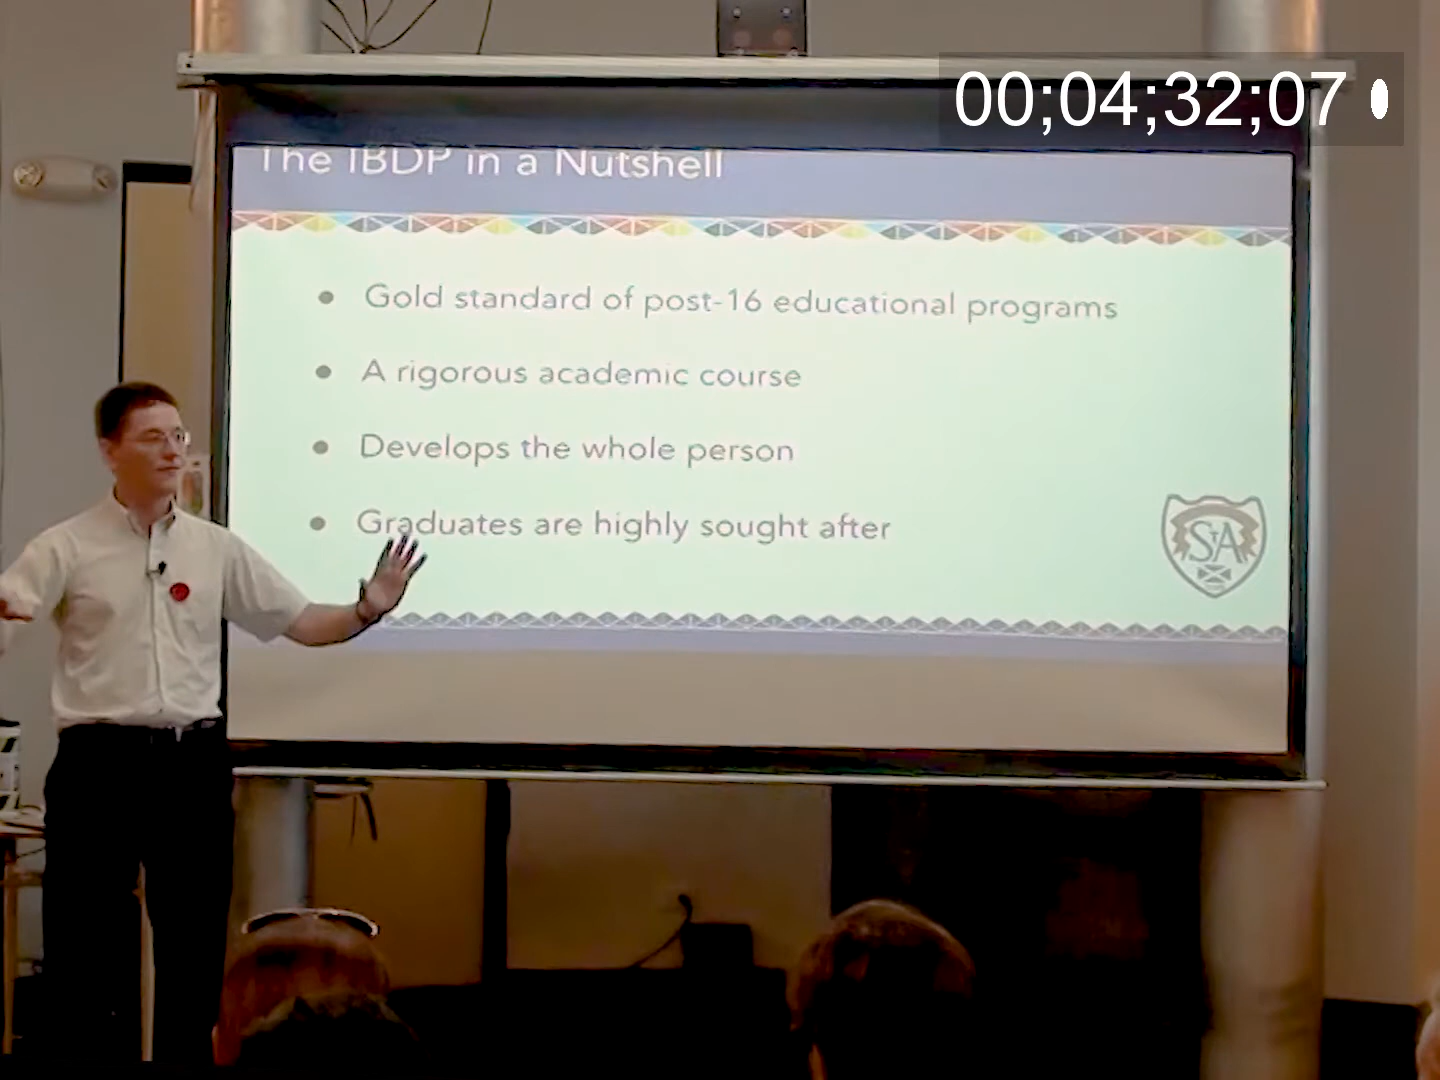 00;04;32;07
The IBDP in a Nutshell
Gold standard of post-16 educational programs
A rigorous academic course
Develops the whole person
Graduates are highly sought after
STA